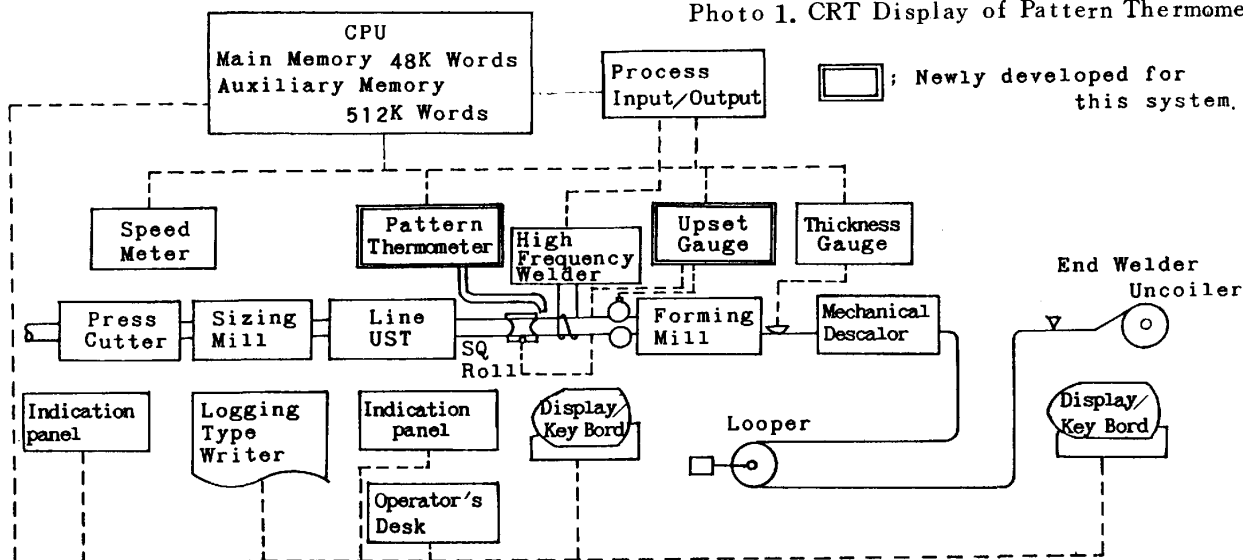 Photo 1. CRT Display of Pattern Thermome
CPU
Main Memory 48K Words
Auxiliary Memory
512K Words
Process
Input/Output
; Newly developed for
this system.
Speed
Meter
Pattern
Thermometer
High
Frequency
Welder
Upset
Gauge
Thickness
Gauge
End Welder
Uncoiler
Press
Cutter
Sizing
Mill
Line
UST
SQ
Roll
Forming
Mill
Mechanical
Descalor
Indication
panel
Logging
Type
Writer
Indication
panel
Display/
Key Bord
Looper
Display/
Key Bord
Operator's
Desk